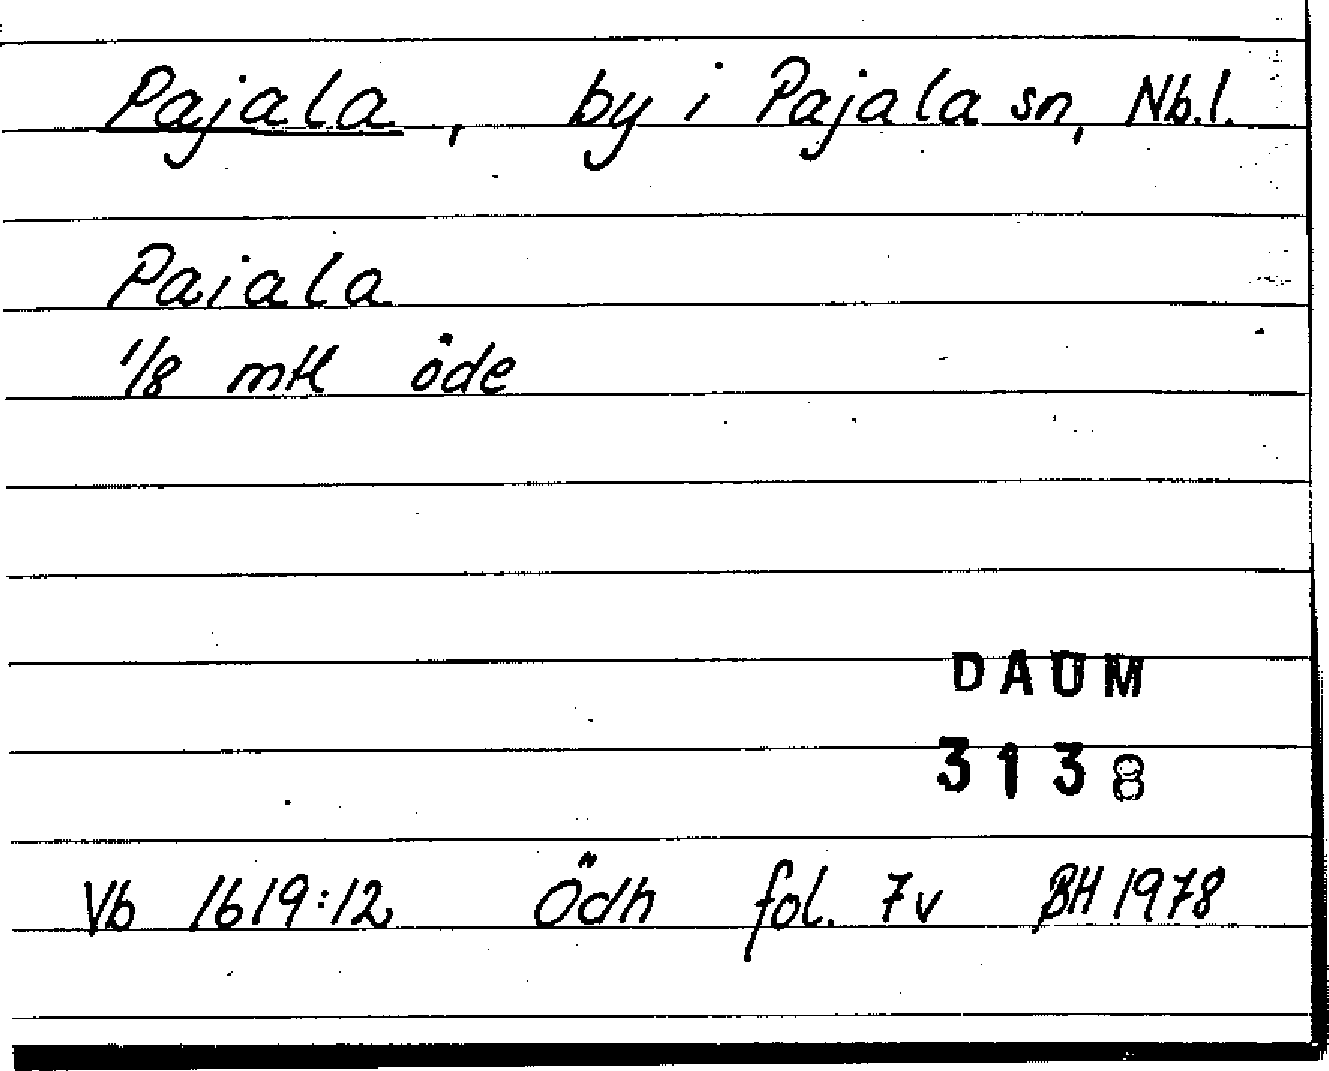 Pajala, by i Pajala sn, Nb.l.
Paiala
1/8 mtl öde
DAUM
3138
Vb 1619:12 Ödh fol. 7v BH 1978